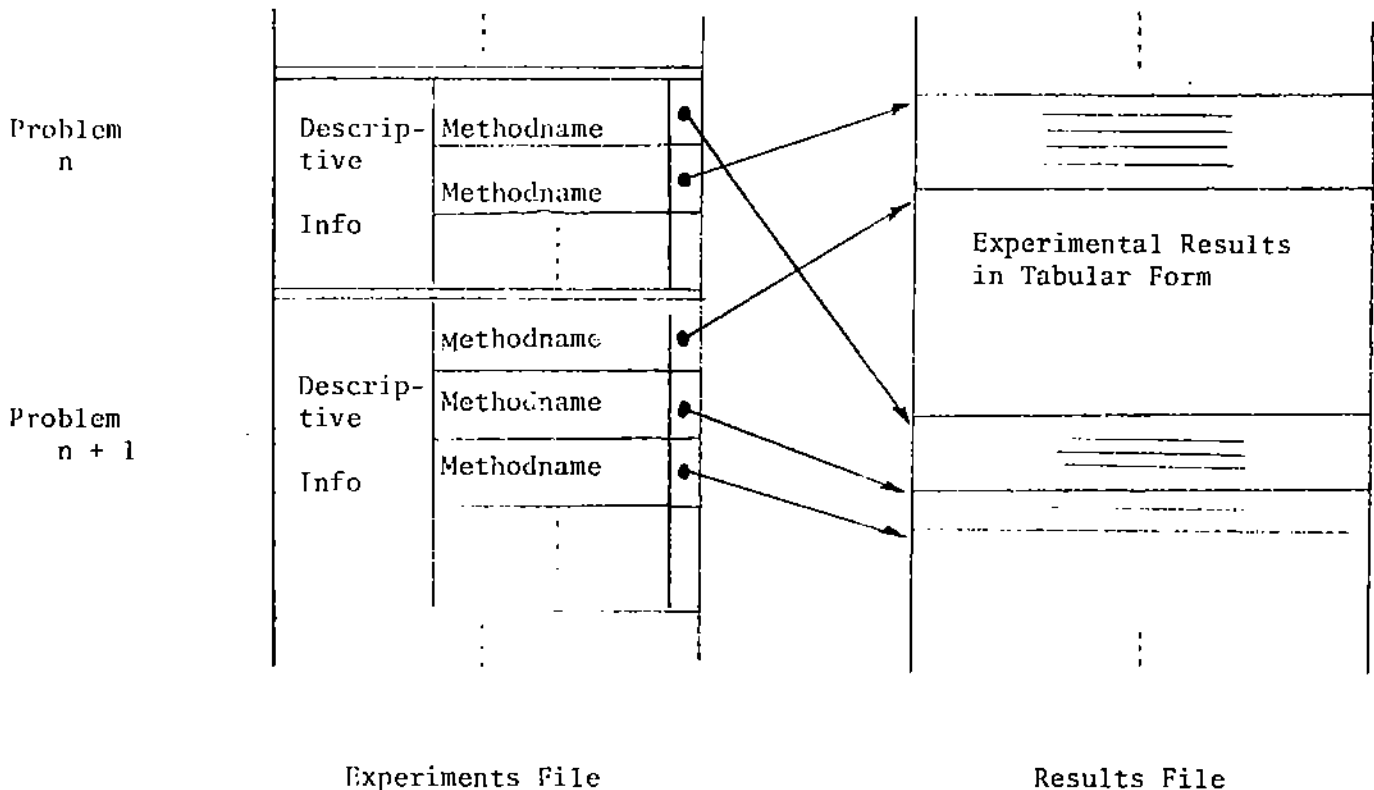 Problem
n
Descrip-
tive
Info
Methodname
Methodname
Experimental Results
in Tabular Form
Problem
n + 1
Descrip-
tive
Info
Methodname
Methodname
Methodname
Experiments File
Results File